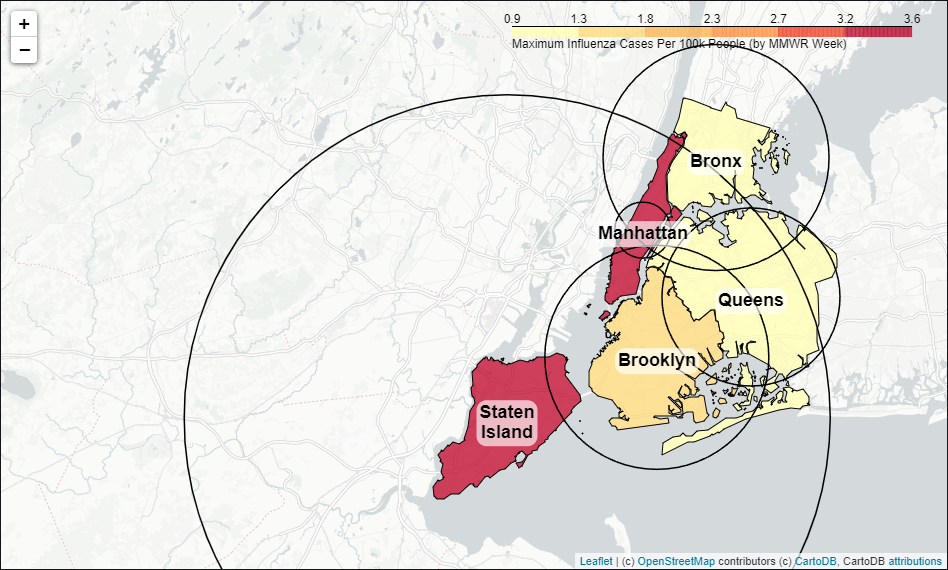 +
−
0.9 1.3 1.8 2.3 2.7 3.2 3.6
Maximum Influenza Cases Per 100k People (by MMWR Week)
Bronx
Manhattan
Queens
Brooklyn
Staten
Island
Leaflet | (c) OpenStreetMap contributors (c) CartoDB, CartoDB attributions